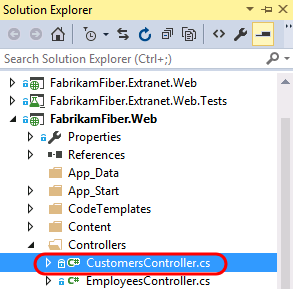 Solution Explorer
Search Solution Explorer (Ctrl+;)
FabrikamFiber.Extranet.Web
FabrikamFiber.Extranet.Web.Tests
FabrikamFiber.Web
Properties
References
App_Data
App_Start
CodeTemplates
Content
Controllers
C# CustomersController.cs
C# EmployeesController.cs